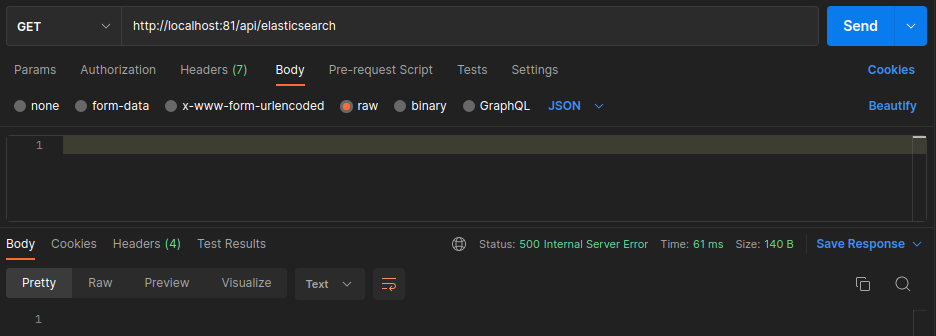 GET http://localhost:81/api/elasticsearch Send
Params Authorization Headers (7) Body Pre-request Script Tests Settings Cookies
none form-data x-www-form-urlencoded raw binary GraphQL JSON Beautify
1
Body Cookies Headers (4) Test Results Status: 500 Internal Server Error Time: 61 ms Size: 140 B Save Response
Pretty Raw Preview Visualize Text
1